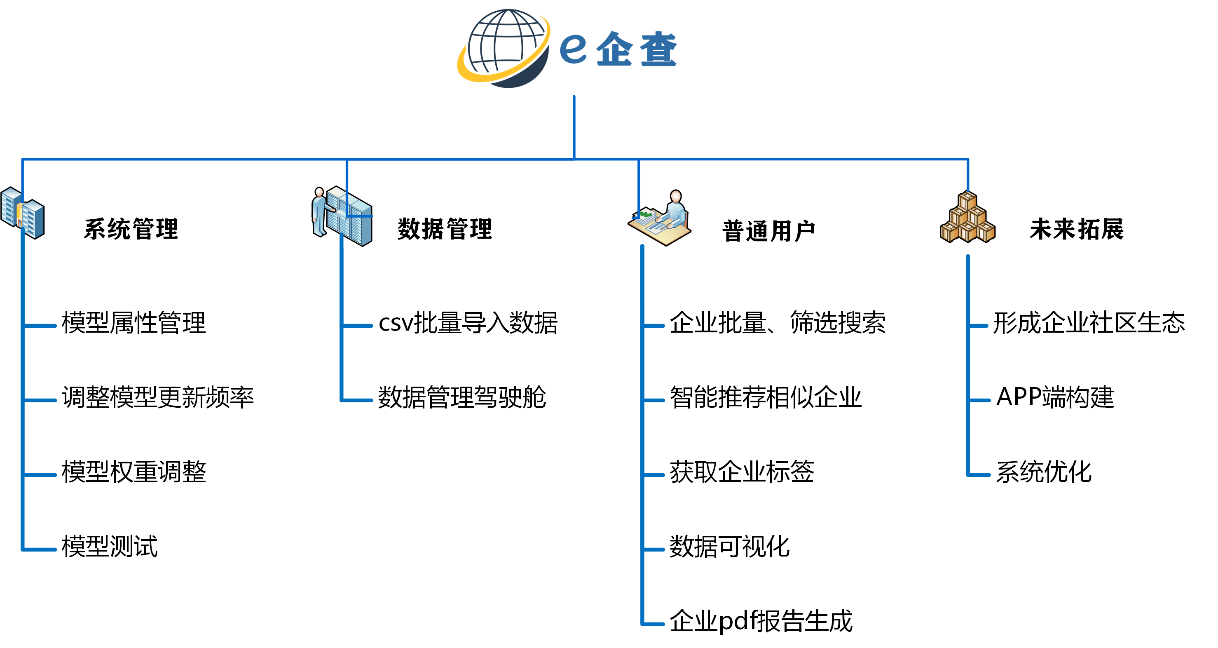 e企查
系统管理
模型属性管理
调整模型更新频率
模型权重调整
模型测试
数据管理
csv批量导入数据
数据管理驾驶舱
普通用户
企业批量、筛选搜索
智能推荐相似企业
获取企业标签
数据可视化
企业pdf报告生成
未来拓展
形成企业社区生态
APP端构建
系统优化